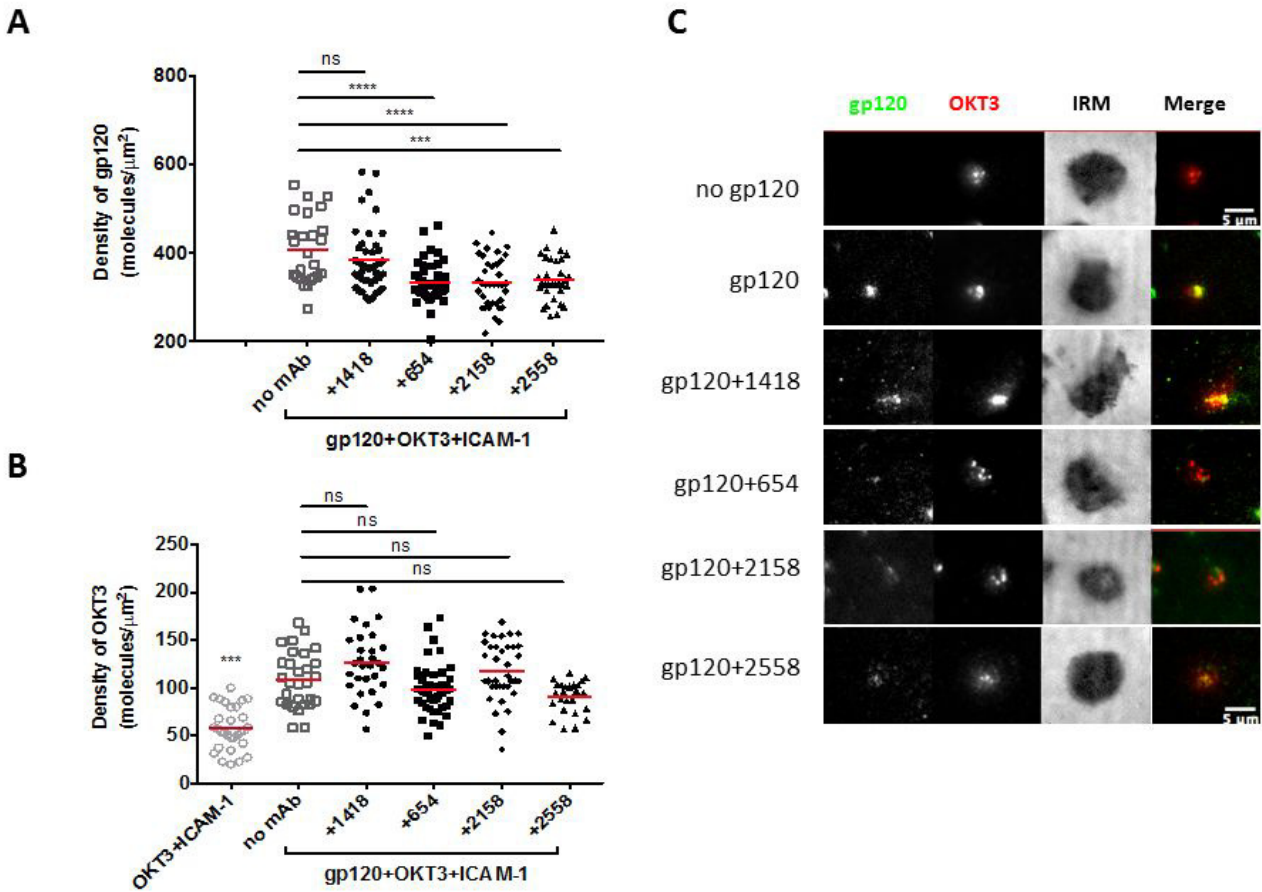 A
Density of gp120
(molecules/μm²)
800
600
400
200
ns
****
****
***
no mAb
+1418
+654
+2158
+2558
gp120+OKT3+ICAM-1
B
Density of OKT3
(molecules/μm²)
250
200
150
100
50
0
ns
ns
ns
ns
***
OKT3+ICAM-1
no mAb
+1418
+654
+2158
+2558
gp120+OKT3+ICAM-1
C
gp120 OKT3 IRM Merge
no gp120
5 μm
gp120
gp120+1418
gp120+654
gp120+2158
gp120+2558
5 μm